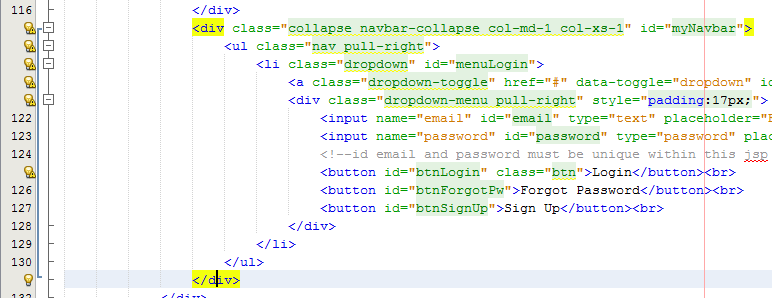 116 </div>
<div class="collapse navbar-collapse col-md-1 col-xs-1" id="myNavbar">
<ul class="nav pull-right">
<li class="dropdown" id="menuLogin">
<a class="dropdown-toggle" href="#" data-toggle="dropdown" id
<div class="dropdown-menu pull-right" style="padding:17px;">
122 <input name="email" id="email" type="text" placeholder="E
123 <input name="password" id="password" type="password" plac
124 <!--id email and password must be unique within this jsp
<button id="btnLogin" class="btn">Login</button><br>
126 <button id="btnForgotPw">Forgot Password</button><br>
127 <button id="btnSignUp">Sign Up</button><br>
128 </div>
129 </li>
130 </ul>
</div>
132 </div>